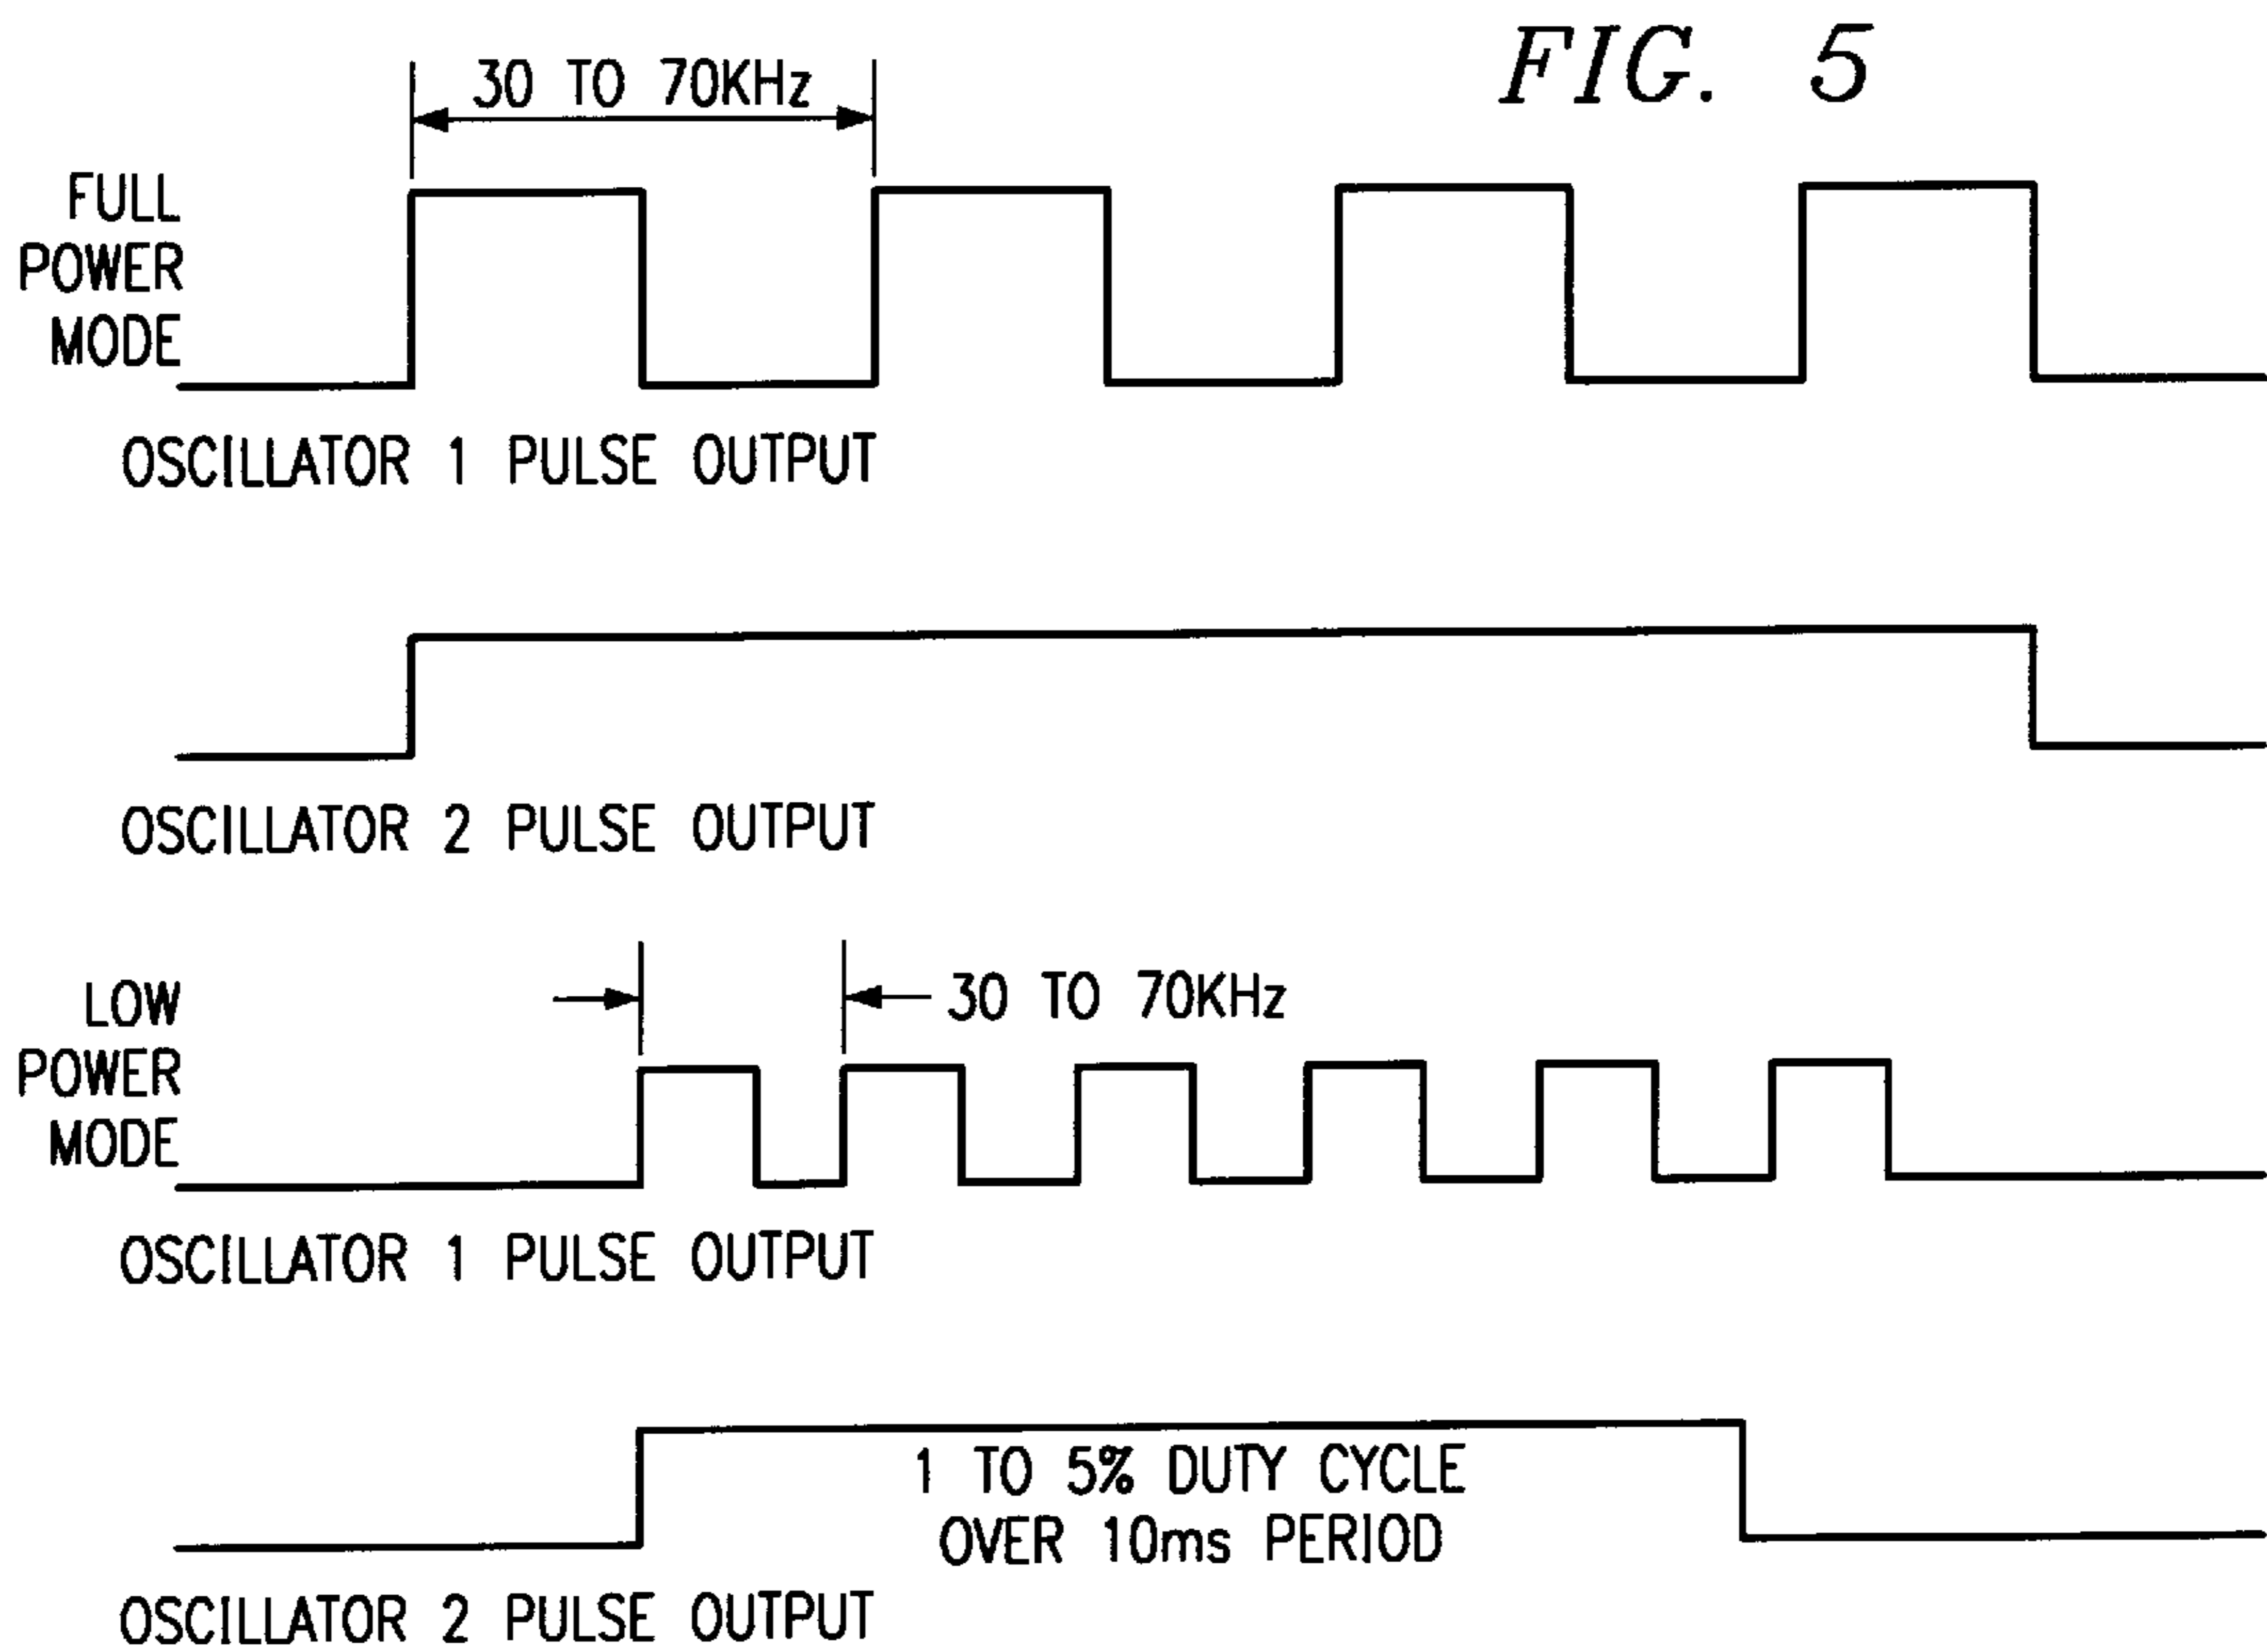 FIG. 5
30 TO 70KHz
FULL
POWER
MODE
OSCILLATOR 1 PULSE OUTPUT
OSCILLATOR 2 PULSE OUTPUT
LOW
POWER
MODE
30 TO 70KHz
OSCILLATOR 1 PULSE OUTPUT
1 TO 5% DUTY CYCLE
OVER 10ms PERIOD
OSCILLATOR 2 PULSE OUTPUT